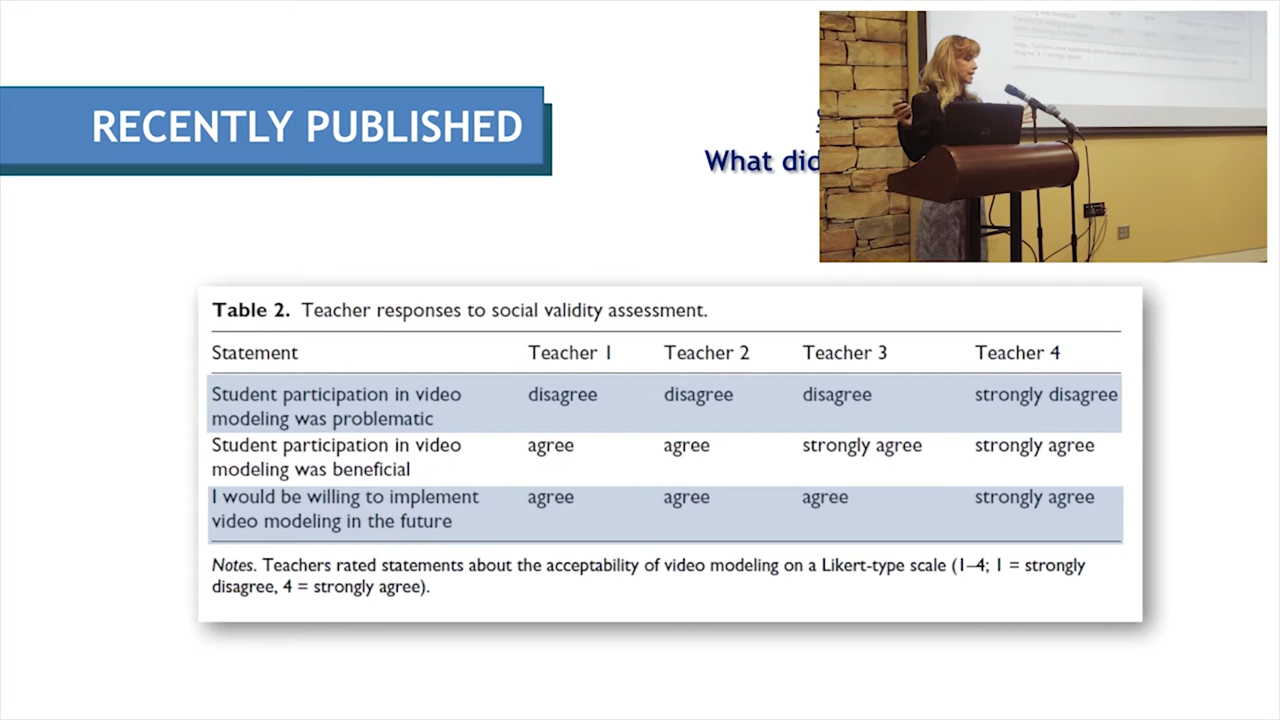 RECENTLY PUBLISHED
What did
Table 2. Teacher responses to social validity assessment.
Statement Teacher 1 Teacher 2 Teacher 3 Teacher 4
Student participation in video disagree disagree disagree strongly disagree
modeling was problematic
Student participation in video agree agree strongly agree strongly agree
modeling was beneficial
I would be willing to implement agree agree agree strongly agree
video modeling in the future
Notes. Teachers rated statements about the acceptability of video modeling on a Likert-type scale (1–4; 1 = strongly
disagree, 4 = strongly agree).